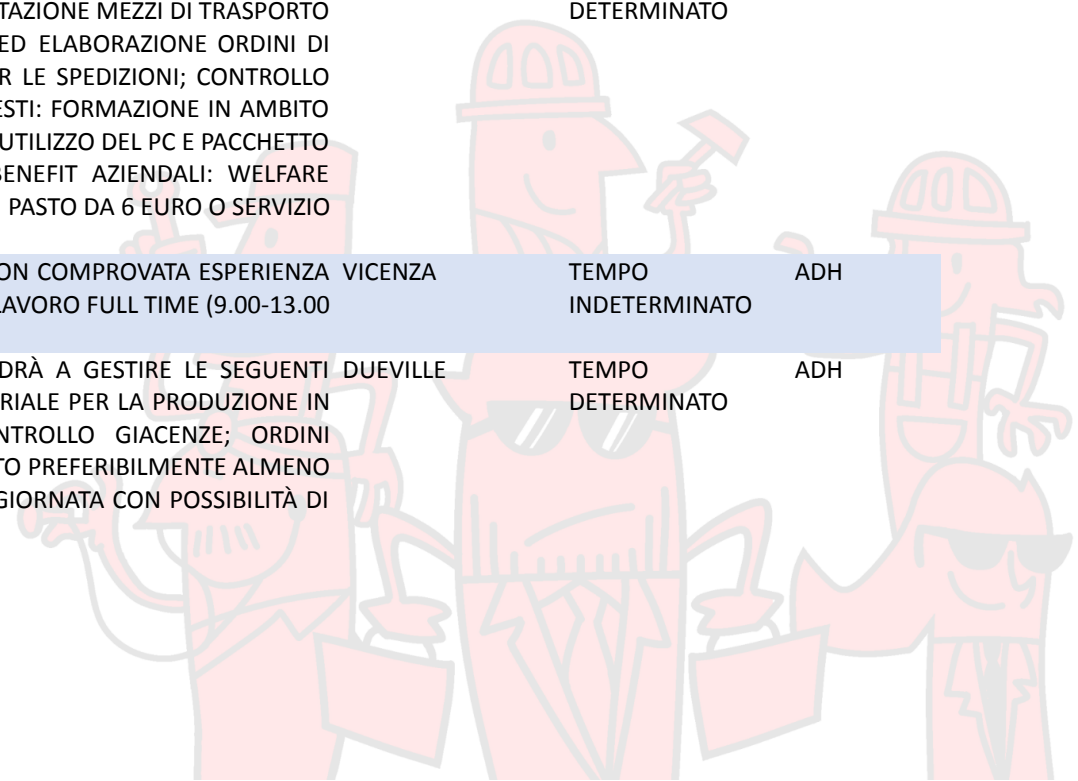 TAZIONE MEZZI DI TRASPORTO DETERMINATO
ED ELABORAZIONE ORDINI DI
R LE SPEDIZIONI; CONTROLLO
ESTI: FORMAZIONE IN AMBITO
UTILIZZO DEL PC E PACCHETTO
BENEFIT AZIENDALI: WELFARE
PASTO DA 6 EURO O SERVIZIO
ON COMPROVATA ESPERIENZA VICENZA TEMPO ADH
LAVORO FULL TIME (9.00-13.00 INDETERMINATO
DRÀ A GESTIRE LE SEGUENTI DUEVILLE TEMPO ADH
RIALE PER LA PRODUZIONE IN DETERMINATO
NTROLLO GIACENZE; ORDINI
TO PREFERIBILMENTE ALMENO
GIORNATA CON POSSIBILITÀ DI